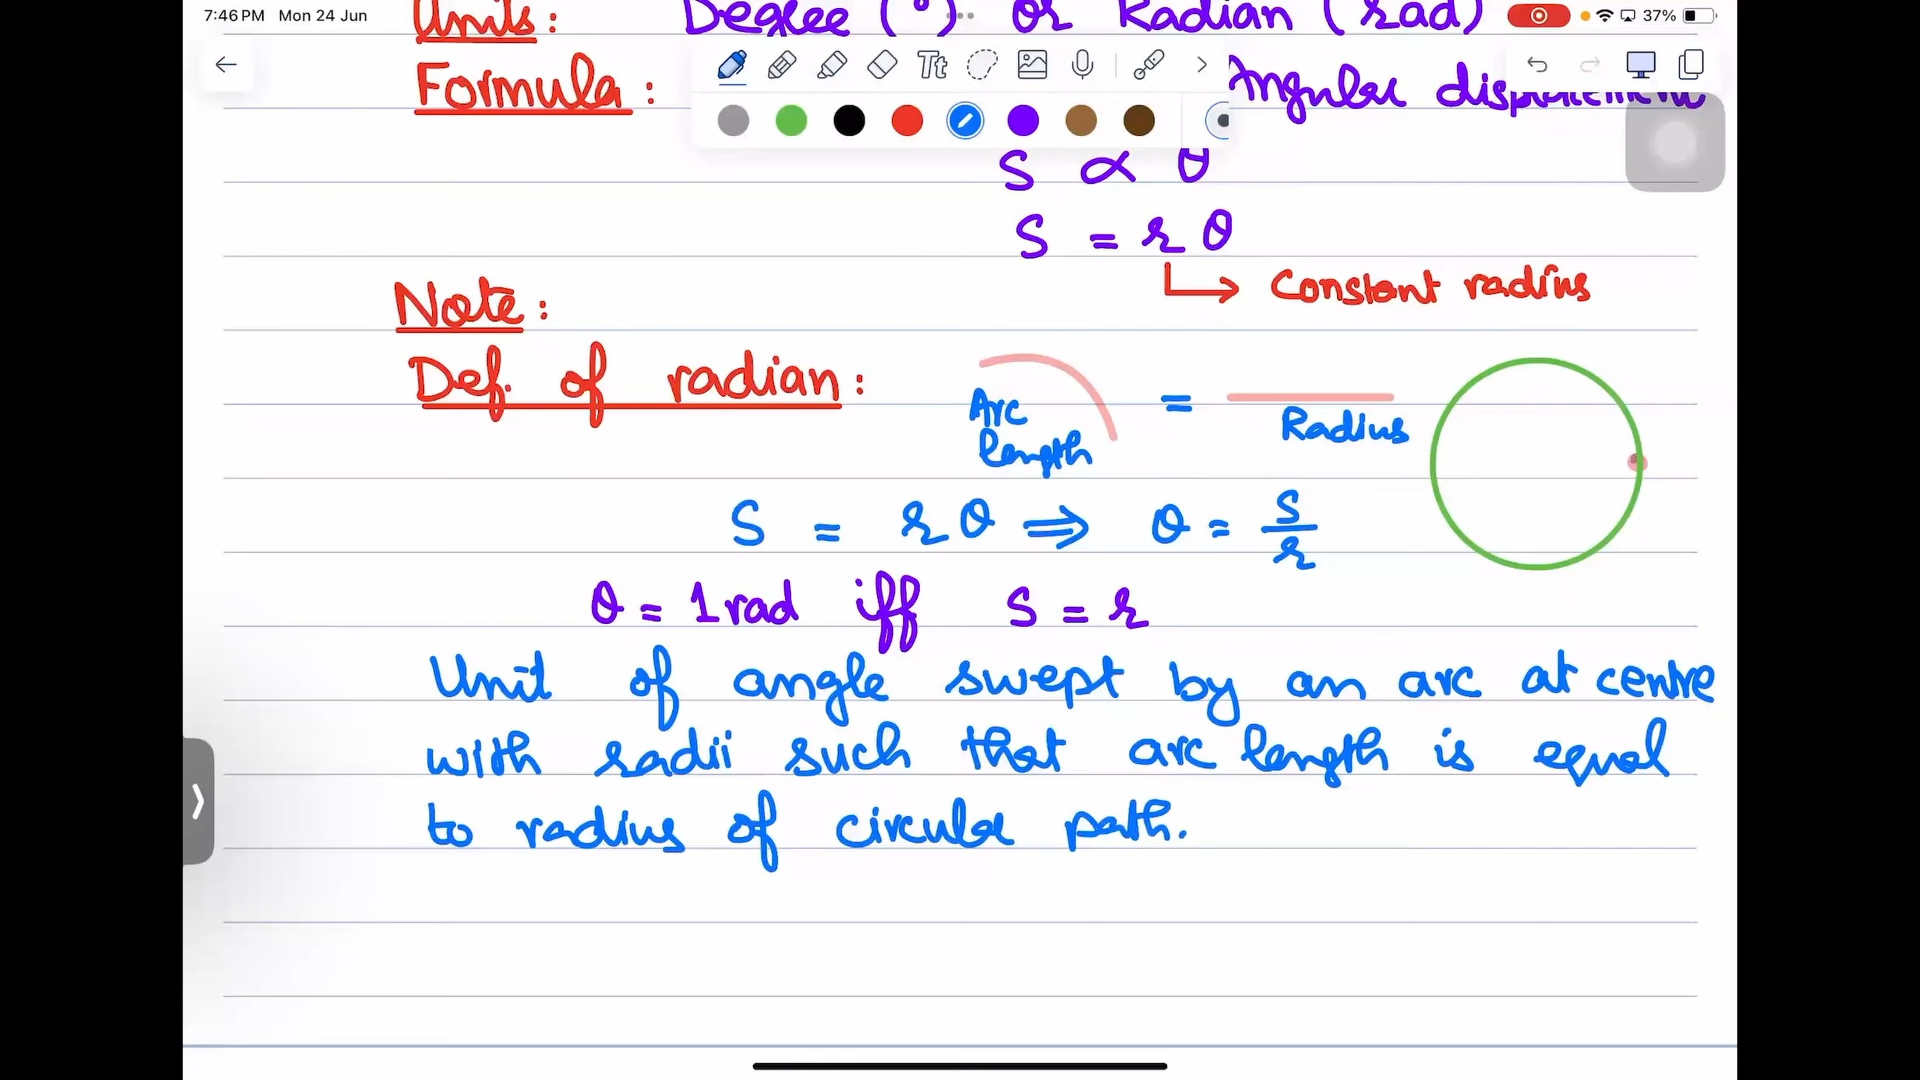 7:46 PM Mon 24 Jun 37%
Units: Degree (°) or Radian (rad)
Tt
Formula: Angular displacement
S ∝ θ
S = r θ
Constant radius
Note:
Def. of radian:
Arc length = Radius
S = r θ ⇒ θ = s/r
θ = 1 rad iff S = r
Unit of angle swept by an arc at centre
with radii such that arc length is equal
to radius of circular path.